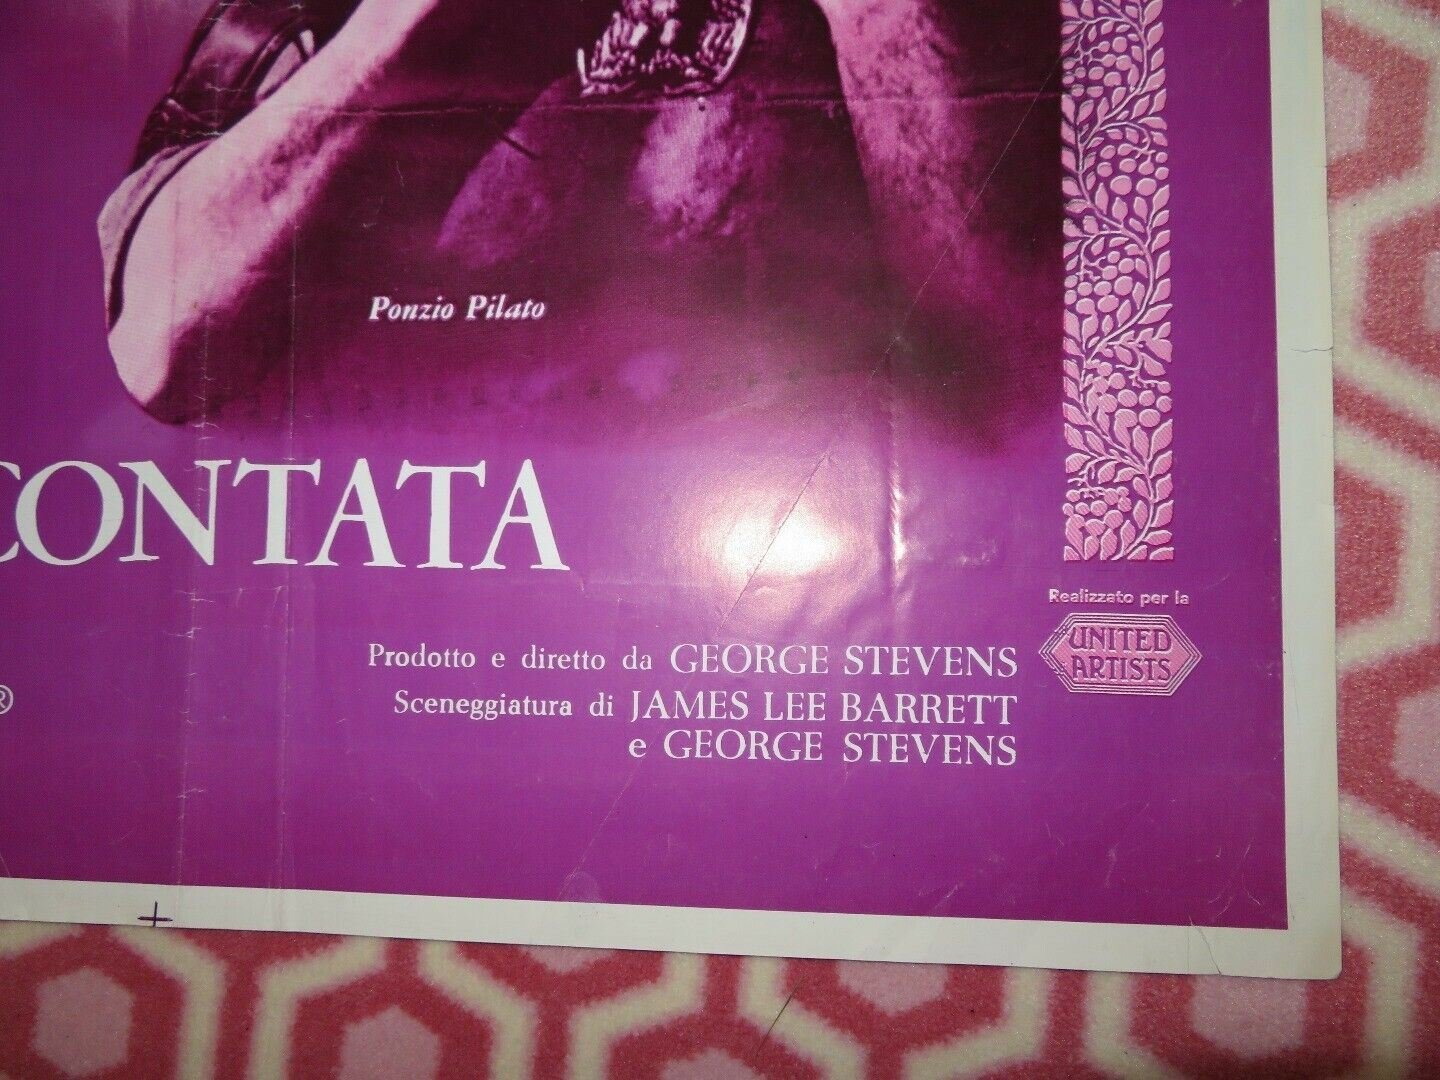 Ponzio Pilato
CONTATA
Realizzato per la
UNITED
ARTISTS
®
Prodotto e diretto da GEORGE STEVENS
Sceneggiatura di JAMES LEE BARRETT
e GEORGE STEVENS